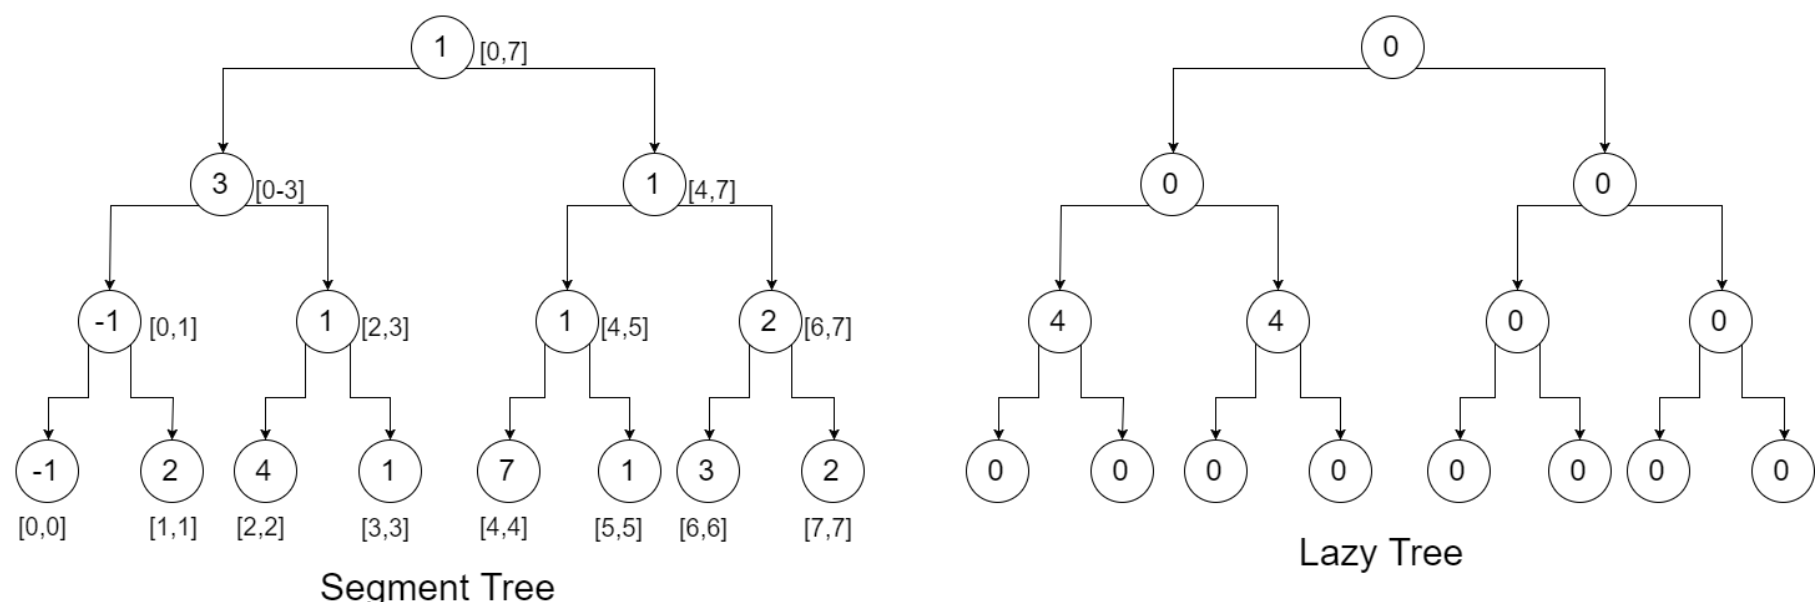 1 [0,7] 0
3 [0-3] 1 [4,7] 0 0
-1 [0,1] 1 [2,3] 1 [4,5] 2 [6,7] 4 4 0 0
-1 2 4 1 7 1 3 2 0 0 0 0 0 0 0 0
[0,0] [1,1] [2,2] [3,3] [4,4] [5,5] [6,6] [7,7]
Lazy Tree
Segment Tree